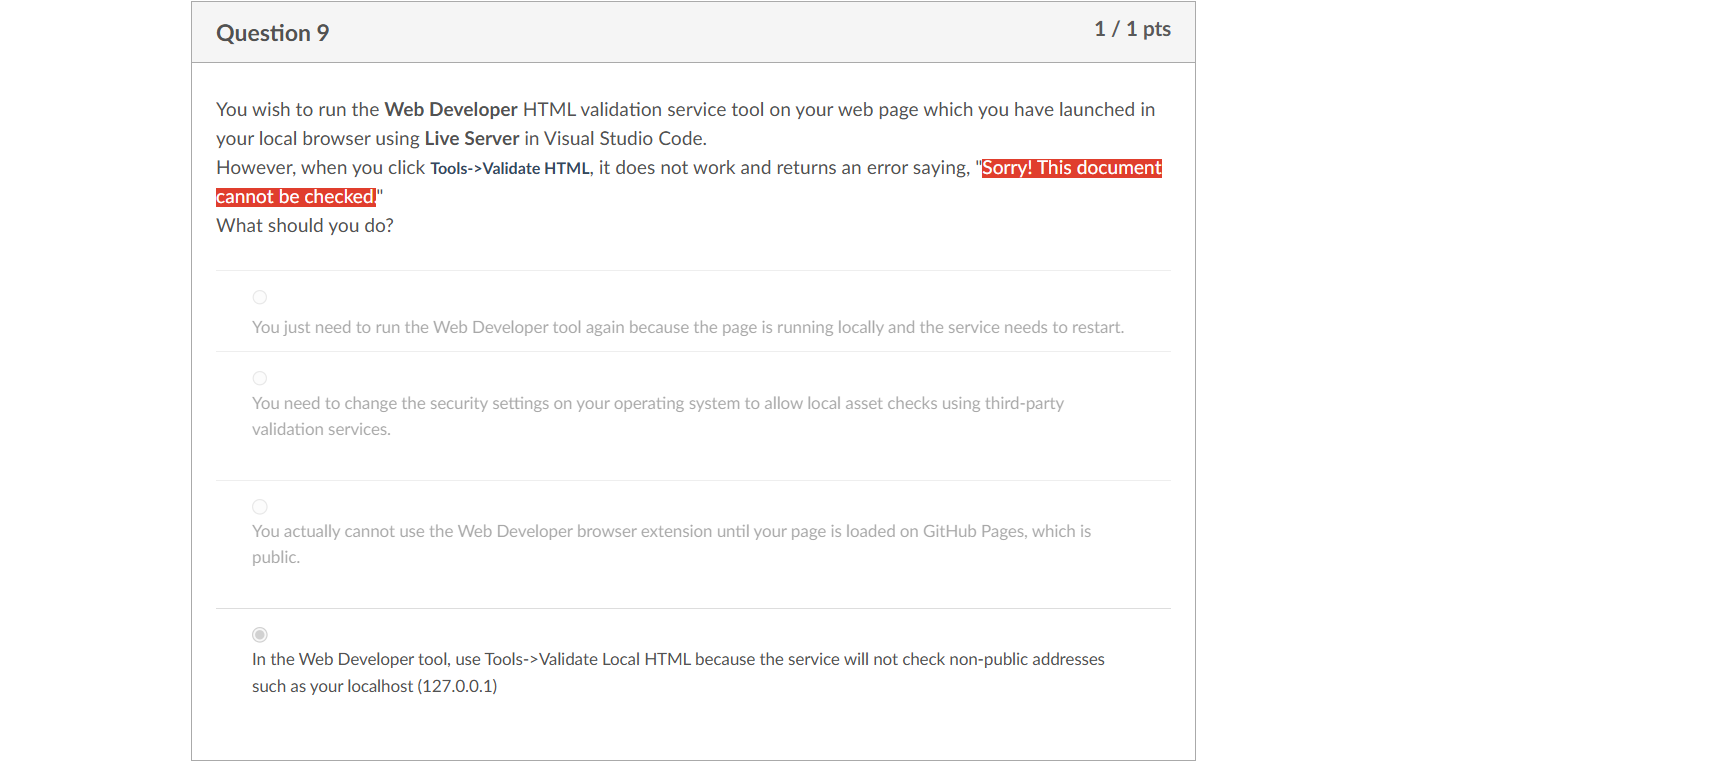 Question 9
1 / 1 pts
You wish to run the Web Developer HTML validation service tool on your web page which you have launched in
your local browser using Live Server in Visual Studio Code.
However, when you click Tools->Validate HTML, it does not work and returns an error saying, "Sorry! This document
cannot be checked."
What should you do?
You just need to run the Web Developer tool again because the page is running locally and the service needs to restart.
You need to change the security settings on your operating system to allow local asset checks using third-party
validation services.
You actually cannot use the Web Developer browser extension until your page is loaded on GitHub Pages, which is
public.
In the Web Developer tool, use Tools->Validate Local HTML because the service will not check non-public addresses
such as your localhost (127.0.0.1)